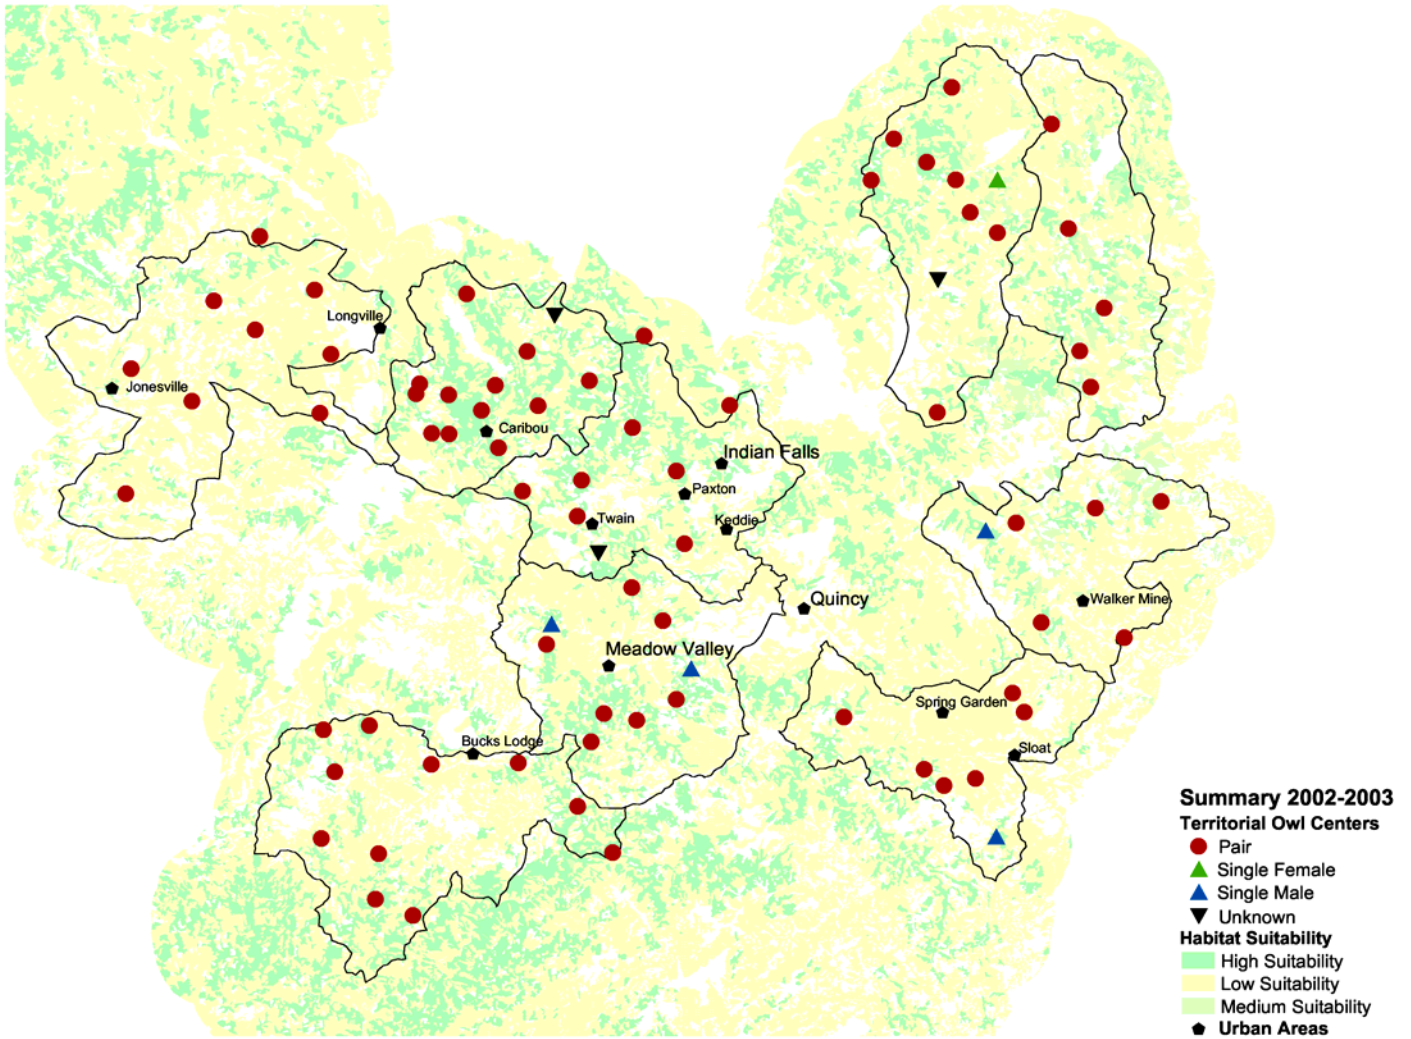 Longville
Jonesville
Caribou
Indian Falls
Paxton
Twain
Keddie
Quincy
Walker Mine
Meadow Valley
Spring Garden
Bucks Lodge
Sloat
Summary 2002-2003
Territorial Owl Centers
Pair
Single Female
Single Male
Unknown
Habitat Suitability
High Suitability
Low Suitability
Medium Suitability
Urban Areas